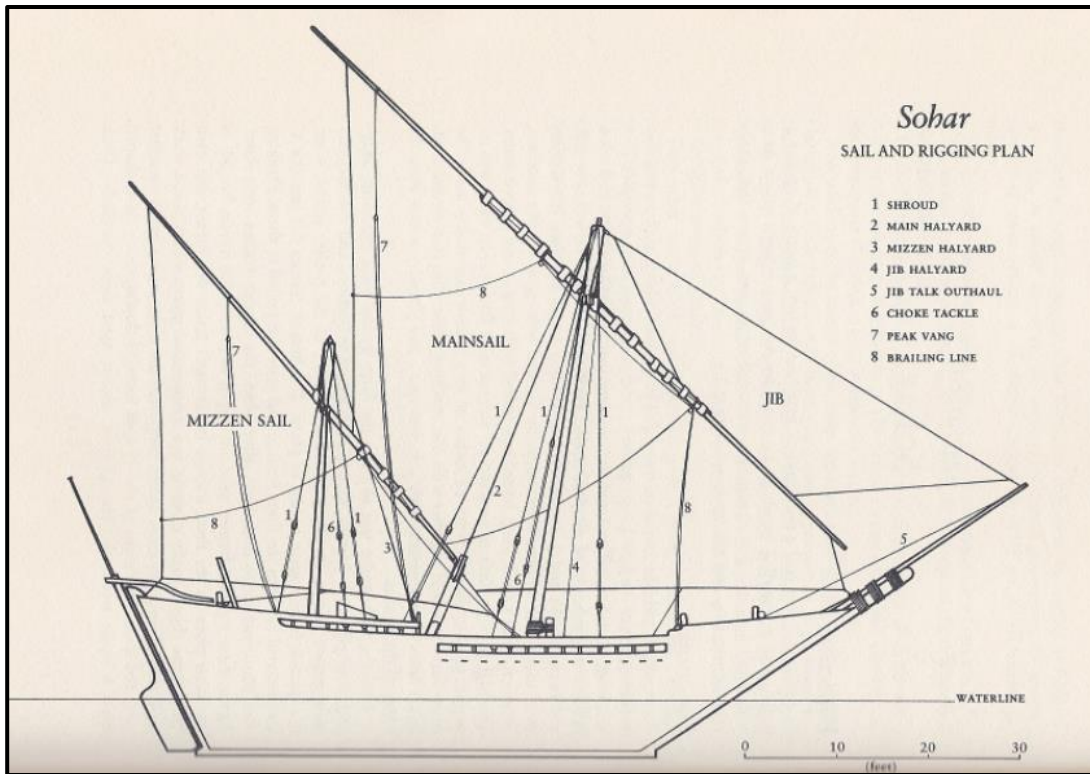 Sohar
SAIL AND RIGGING PLAN
1 SHROUD
2 MAIN HALYARD
3 MIZZEN HALYARD
4 JIB HALYARD
5 JIB TALK OUTHAUL
6 CHOKE TACKLE
7 PEAK VANG
8 BRAILING LINE
7
8
MAINSAIL
7
JIB
MIZZEN SAIL
1
1
1
2
8
8
1
6
1
3
6
4
5
WATERLINE
0 10 20 30
(feet)